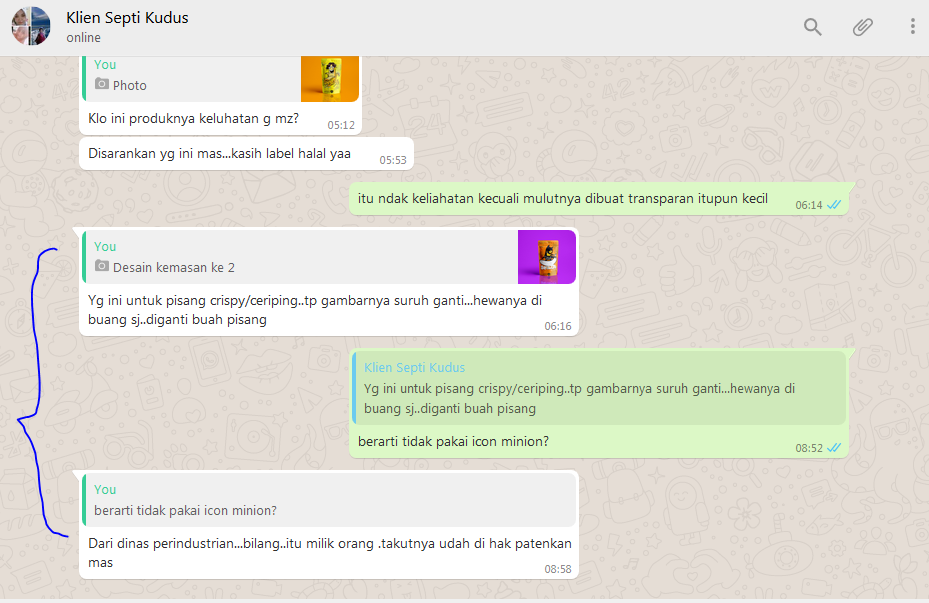 Klien Septi Kudus
online
You
Photo
Klo ini produknya keluhatan g mz?
05:12
Disarankan yg ini mas...kasih label halal yaa
05:53
itu ndak keliahatan kecuali mulutnya dibuat transparan itupun kecil
06:14
You
Desain kemasan ke 2
Yg ini untuk pisang crispy/ceriping..tp gambarnya suruh ganti...hewanya di
buang sj..diganti buah pisang
06:16
Klien Septi Kudus
Yg ini untuk pisang crispy/ceriping..tp gambarnya suruh ganti...hewanya di
buang sj..diganti buah pisang
berarti tidak pakai icon minion?
08:52
You
berarti tidak pakai icon minion?
Dari dinas perindustrian...bilang..itu milik orang .takutnya udah di hak patenkan
mas
08:58